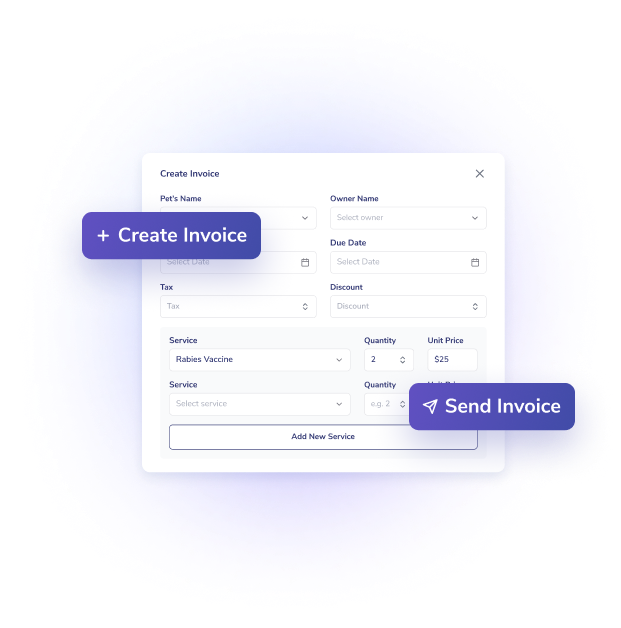 Create Invoice
Pet's Name
Owner Name
Select owner
+ Create Invoice
Due Date
Select Date
Select Date
Tax
Discount
Tax
Discount
Service
Quantity
Unit Price
Rabies Vaccine
2
$25
Service
Quantity
Select service
e.g. 2
Send Invoice
Add New Service